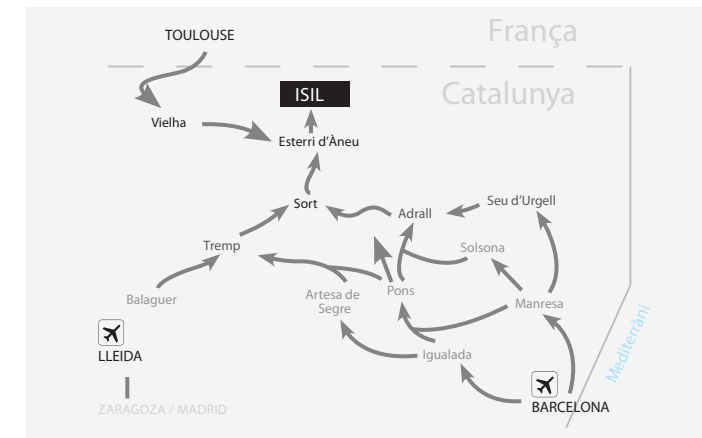 França
TOULOUSE
Catalunya
ISIL
Vielha
Esterri d'Àneu
Sort
Adrall
Seu d'Urgell
Tremp
Solsona
Balaguer
Artesa de
Segre
Pons
Manresa
Mediterràni
LLEIDA
Igualada
BARCELONA
ZARAGOZA / MADRID